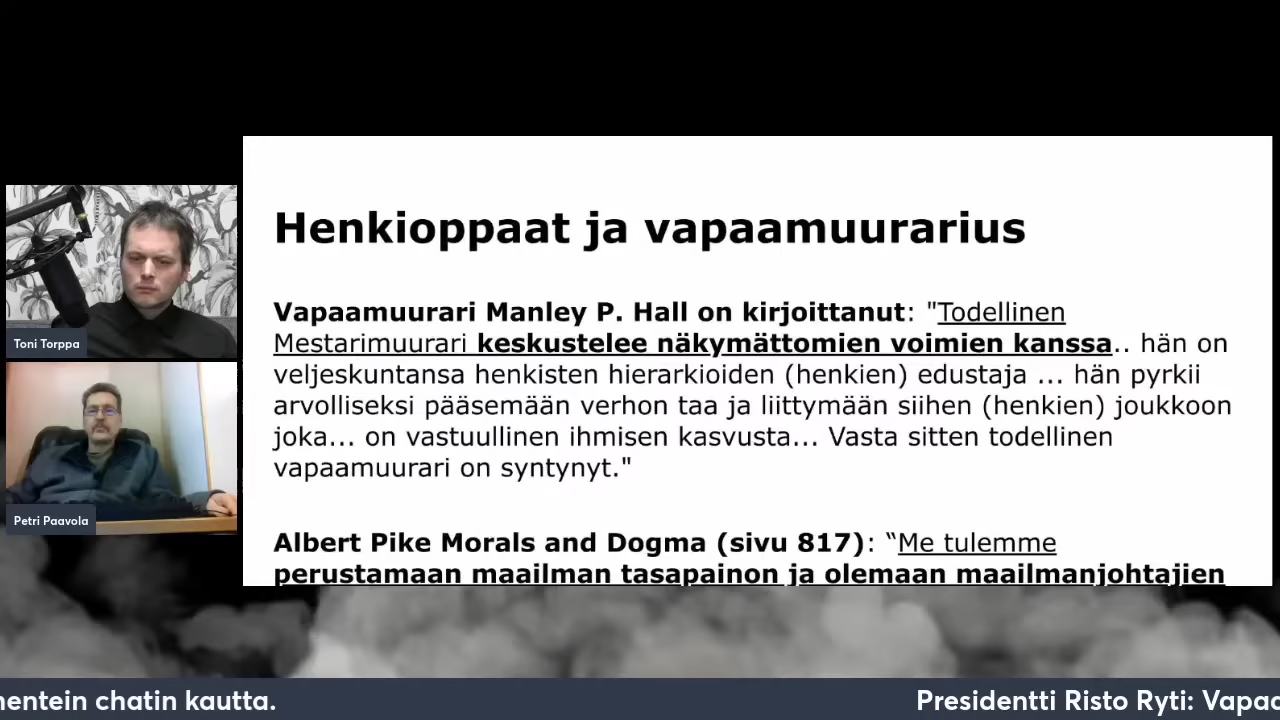 Toni Torppa
Petri Paavola
Henkioppaat ja vapaamuurarius
Vapaamuurari Manley P. Hall on kirjoittanut: "Todellinen
Mestarimuurari keskustelee näkymättomien voimien kanssa.. hän on
veljeskuntansa henkisten hierarkioiden (henkien) edustaja ... hän pyrkii
arvolliseksi pääsemään verhon taa ja liittymään siihen (henkien) joukkoon
joka... on vastuullinen ihmisen kasvusta... Vasta sitten todellinen
vapaamuurari on syntynyt."
Albert Pike Morals and Dogma (sivu 817): “Me tulemme
perustamaan maailman tasapainon ja olemaan maailmanjohtajien
chatin kautta.
Presidentti Risto Ryti: